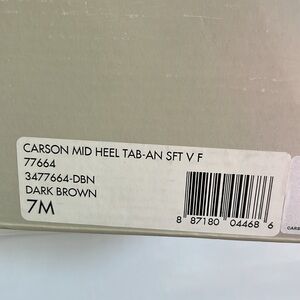 CARSON MID HEEL TAB-AN SFT V F
77664
3477664-DBN
DARK BROWN
7M
8 87180 04468 6